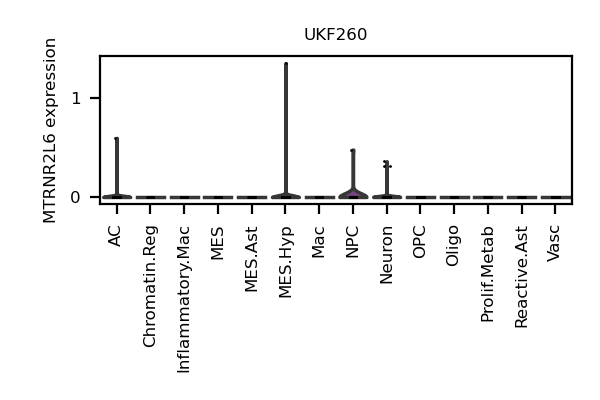 UKF260
MTRNR2L6 expression
1
0
AC
Chromatin.Reg
Inflammatory.Mac
MES
MES.Ast
MES.Hyp
Mac
NPC
Neuron
OPC
Oligo
Prolif.Metab
Reactive.Ast
Vasc